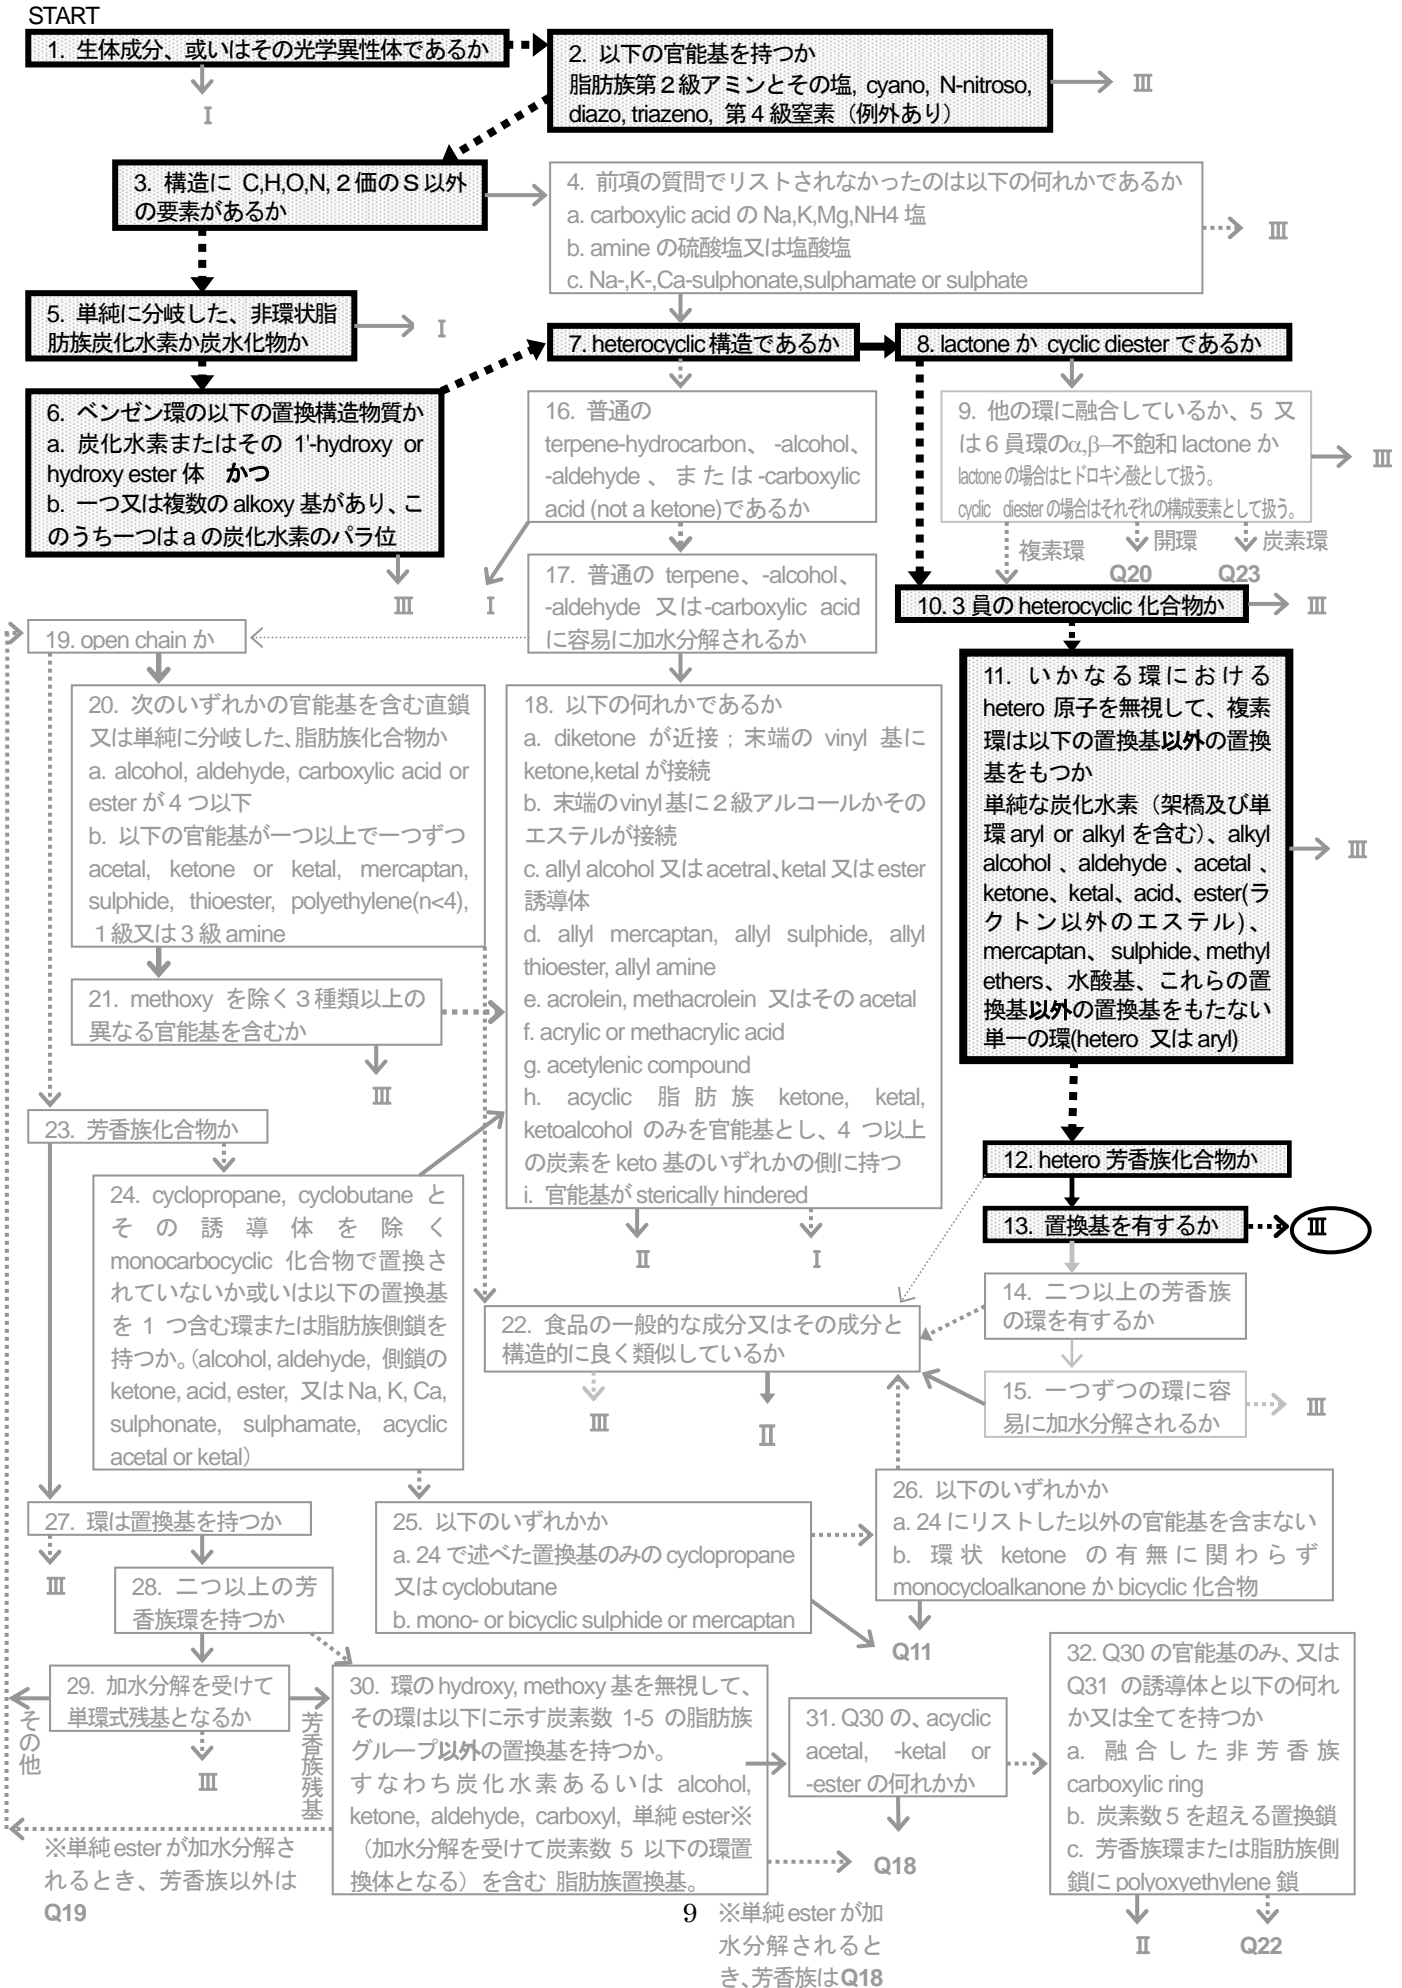 START
1. 生体成分、或いはその光学異性体であるか
I
2. 以下の官能基を持つか
脂肪族第２級アミンとその塩, cyano, N-nitroso,
diazo, triazeno, 第４級窒素（例外あり）
Ⅲ
3. 構造に C,H,O,N,２価のＳ以外
の要素があるか
4. 前項の質問でリストされなかったのは以下の何れかであるか
a. carboxylic acid の Na,K,Mg,NH4 塩
b. amine の硫酸塩又は塩酸塩
c. Na-,K-,Ca-sulphonate,sulphamate or sulphate
Ⅲ
5. 単純に分岐した、非環状脂
肪族炭化水素か炭水化物か
I
6. ベンゼン環の以下の置換構造物質か
a. 炭化水素またはその 1'-hydroxy or
hydroxy ester 体　かつ
b. 一つ又は複数の alkoxy 基があり、こ
のうち一つは a の炭化水素のパラ位
Ⅲ
7. heterocyclic 構造であるか
8. lactone か cyclic diester であるか
9. 他の環に融合しているか、5 又
は 6 員環のα,β–不飽和 lactone か
lactone の場合はヒドロキシ酸として扱う。
cyclic diester の場合はそれぞれの構成要素として扱う。
Ⅲ
複素環
開環
炭素環
Q20
Q23
10. 3 員の heterocyclic 化合物か
Ⅲ
16. 普通の
terpene-hydrocarbon、 -alcohol、
-aldehyde 、または -carboxylic
acid (not a ketone)であるか
I
17. 普通の terpene、-alcohol、
-aldehyde 又は-carboxylic acid
に容易に加水分解されるか
19. open chain か
11. いかなる環における
hetero 原子を無視して、複素
環は以下の置換基以外の置換
基をもつか
単純な炭化水素（架橋及び単
環 aryl or alkyl を含む）、alkyl
alcohol 、aldehyde 、acetal 、
ketone、ketal、acid、ester(ラ
クトン以外のエステル)、
mercaptan、 sulphide、methyl
ethers、水酸基、これらの置
換基以外の置換基をもたない
単一の環(hetero 又は aryl)
Ⅲ
20. 次のいずれかの官能基を含む直鎖
又は単純に分岐した、脂肪族化合物か
a. alcohol, aldehyde, carboxylic acid or
ester が 4 つ以下
b. 以下の官能基が一つ以上で一つずつ
acetal, ketone or ketal, mercaptan,
sulphide, thioester, polyethylene(n<4),
１級又は３級 amine
18. 以下の何れかであるか
a. diketone が近接；末端の vinyl 基に
ketone,ketal が接続
b. 末端の vinyl 基に２級アルコールかその
エステルが接続
c. allyl alcohol 又は acetral､ketal 又は ester
誘導体
d. allyl mercaptan, allyl sulphide, allyl
thioester, allyl amine
e. acrolein, methacrolein 又はその acetal
f. acrylic or methacrylic acid
g. acetylenic compound
h. acyclic 脂肪族 ketone, ketal,
ketoalcohol のみを官能基とし、4 つ以上
の炭素を keto 基のいずれかの側に持つ
i. 官能基が sterically hindered
Ⅱ
I
21. methoxy を除く３種類以上の
異なる官能基を含むか
Ⅲ
23. 芳香族化合物か
12. hetero 芳香族化合物か
13. 置換基を有するか
Ⅲ
24. cyclopropane, cyclobutane と
その誘導体を除く
monocarbocyclic 化合物で置換さ
れていないか或いは以下の置換基
を 1 つ含む環または脂肪族側鎖を
持つか。(alcohol, aldehyde, 側鎖の
ketone, acid, ester, 又は Na, K, Ca,
sulphonate, sulphamate, acyclic
acetal or ketal）
14. 二つ以上の芳香族
の環を有するか
22. 食品の一般的な成分又はその成分と
構造的に良く類似しているか
Ⅲ
Ⅱ
15. 一つずつの環に容
易に加水分解されるか
Ⅲ
27. 環は置換基を持つか
Ⅲ
25. 以下のいずれかか
a. 24 で述べた置換基のみの cyclopropane
又は cyclobutane
b. mono- or bicyclic sulphide or mercaptan
26. 以下のいずれかか
a. 24 にリストした以外の官能基を含まない
b. 環状 ketone の有無に関わらず
monocycloalkanone か bicyclic 化合物
Q11
28. 二つ以上の芳
香族環を持つか
29. 加水分解を受けて
単環式残基となるか
その他
Ⅲ
芳香族残基
30. 環の hydroxy, methoxy 基を無視して、
その環は以下に示す炭素数 1-5 の脂肪族
グループ以外の置換基を持つか。
すなわち炭化水素あるいは alcohol,
ketone, aldehyde, carboxyl, 単純 ester※
（加水分解を受けて炭素数 5 以下の環置
換体となる）を含む 脂肪族置換基。
31. Q30 の、acyclic
acetal, -ketal or
-ester の何れかか
Q18
32. Q30 の官能基のみ、又は
Q31 の誘導体と以下の何れ
か又は全てを持つか
a. 融合した非芳香族
carboxylic ring
b. 炭素数 5 を超える置換鎖
c. 芳香族環または脂肪族側
鎖に polyoxyethylene 鎖
Ⅱ
Q22
※単純 ester が加水分解さ
れるとき、芳香族以外は
Q19
9
※単純 ester が加
水分解されると
き、芳香族は Q18